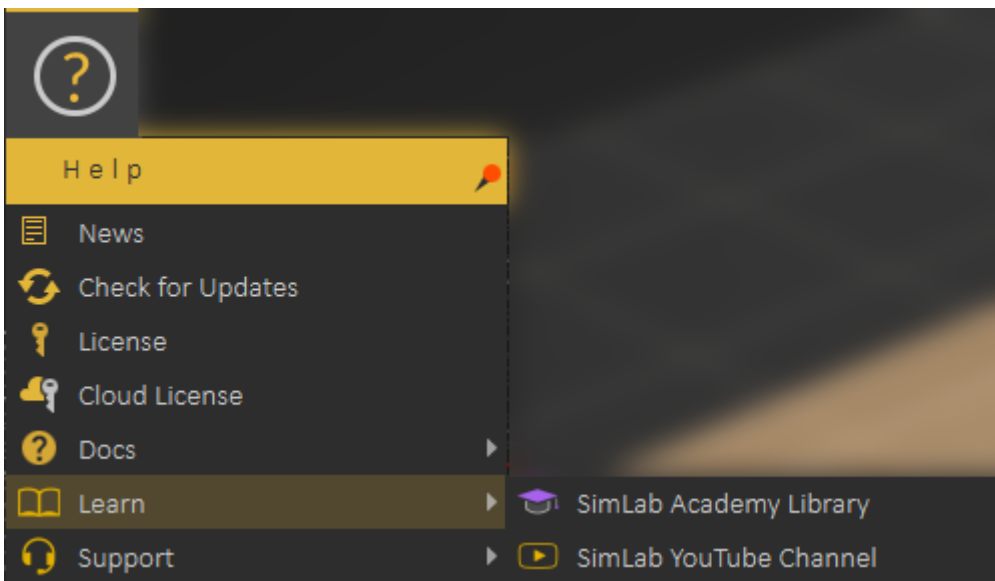 Help
News
Check for Updates
License
Cloud License
Docs
Learn
SimLab Academy Library
Support
SimLab YouTube Channel